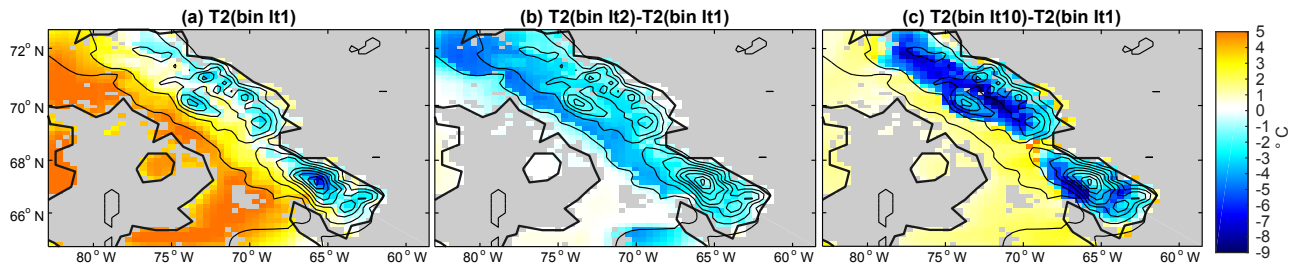 (a) T2(bin It1)
(b) T2(bin It2)-T2(bin It1)
(c) T2(bin It10)-T2(bin It1)
72° N
70° N
68° N
66° N
80° W 75° W 70° W 65° W 60° W
80° W 75° W 70° W 65° W 60° W
80° W 75° W 70° W 65° W 60° W
5
4
3
2
1
0
-1
-2
-3
-4
-5
-6
-7
-8
-9
° C